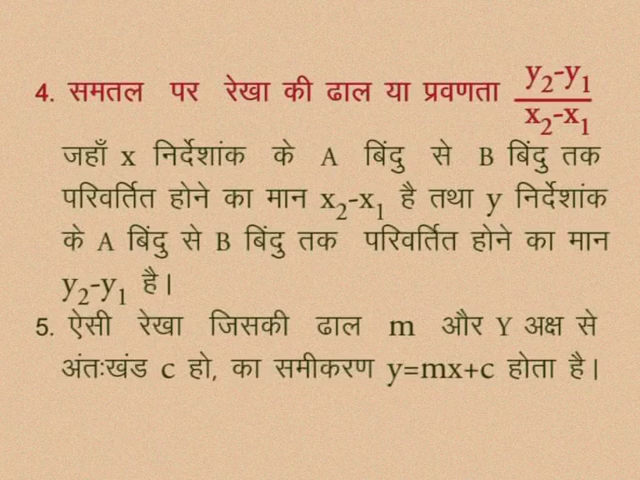 4. समतल पर रेखा की ढाल या प्रवणता y₂-y₁/x₂-x₁
जहाँ x निर्देशांक के A बिंदु से B बिंदु तक
परिवर्तित होने का मान x₂-x₁ है तथा y निर्देशांक
के A बिंदु से B बिंदु तक परिवर्तित होने का मान
y₂-y₁ है।
5. ऐसी रेखा जिसकी ढाल m और Y अक्ष से
अंतःखंड c हो, का समीकरण y=mx+c होता है।